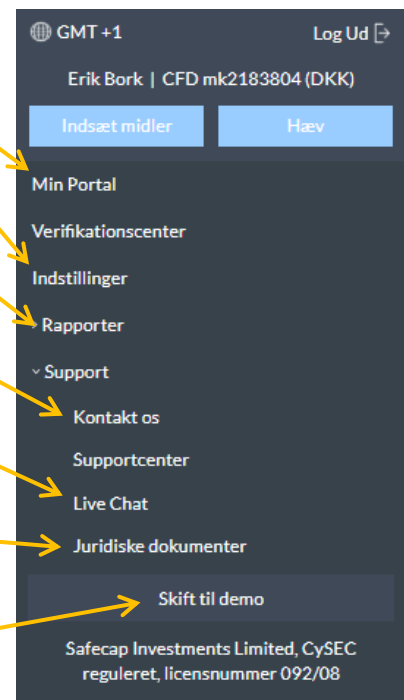 GMT +1 Log Ud
Erik Bork | CFD mk2183804 (DKK)
Indsæt midler Hæv
Min Portal
Verifikationscenter
Indstillinger
Rapporter
Support
Kontakt os
Supportcenter
Live Chat
Juridiske dokumenter
Skift til demo
Safecap Investments Limited, CySEC
reguleret, licensnummer 092/08